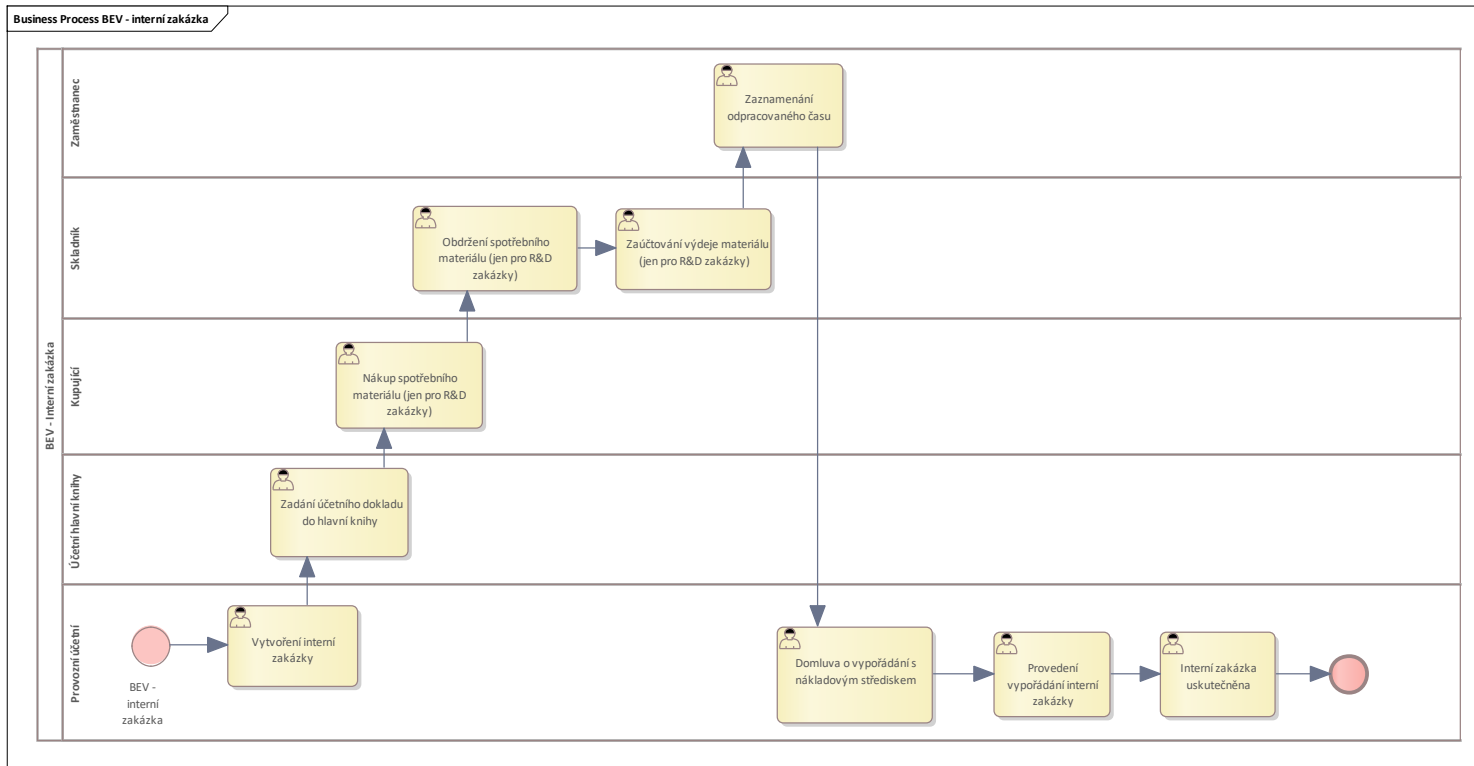 Business Process BEV - interní zakázka
BEV - Interní zakázka
Zaměstnanec
Zaznamenání
odpracovaného času
Skladník
Obdržení spotřebního
materiálu (jen pro R&D
zakázky)
Zaúčtování výdeje materiálu
(jen pro R&D zakázky)
Kupující
Nákup spotřebního
materiálu (jen pro R&D
zakázky)
Účetní hlavní knihy
Zadání účetního dokladu
do hlavní knihy
Provozní účetní
BEV -
interní
zakázka
Vytvoření interní
zakázky
Domluva o vypořádání s
nákladovým střediskem
Provedení
vypořádání interní
zakázky
Interní zakázka
uskutečněna